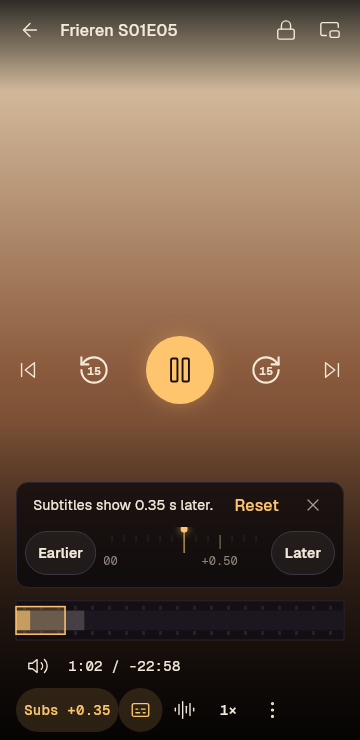 Frieren S01E05
15
15
Subtitles show 0.35 s later.
Reset
Earlier
00
+0.50
Later
1:02 / -22:58
Subs +0.35
1×